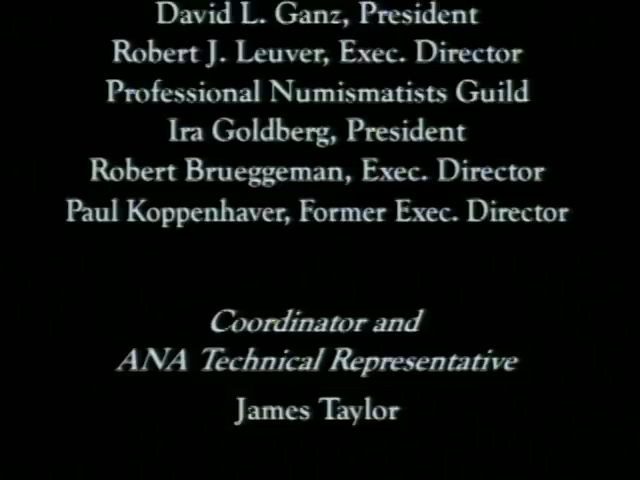 David L. Ganz, President
Robert J. Leuver, Exec. Director
Professional Numismatists Guild
Ira Goldberg, President
Robert Brueggeman, Exec. Director
Paul Koppenhaver, Former Exec. Director
Coordinator and
ANA Technical Representative
James Taylor